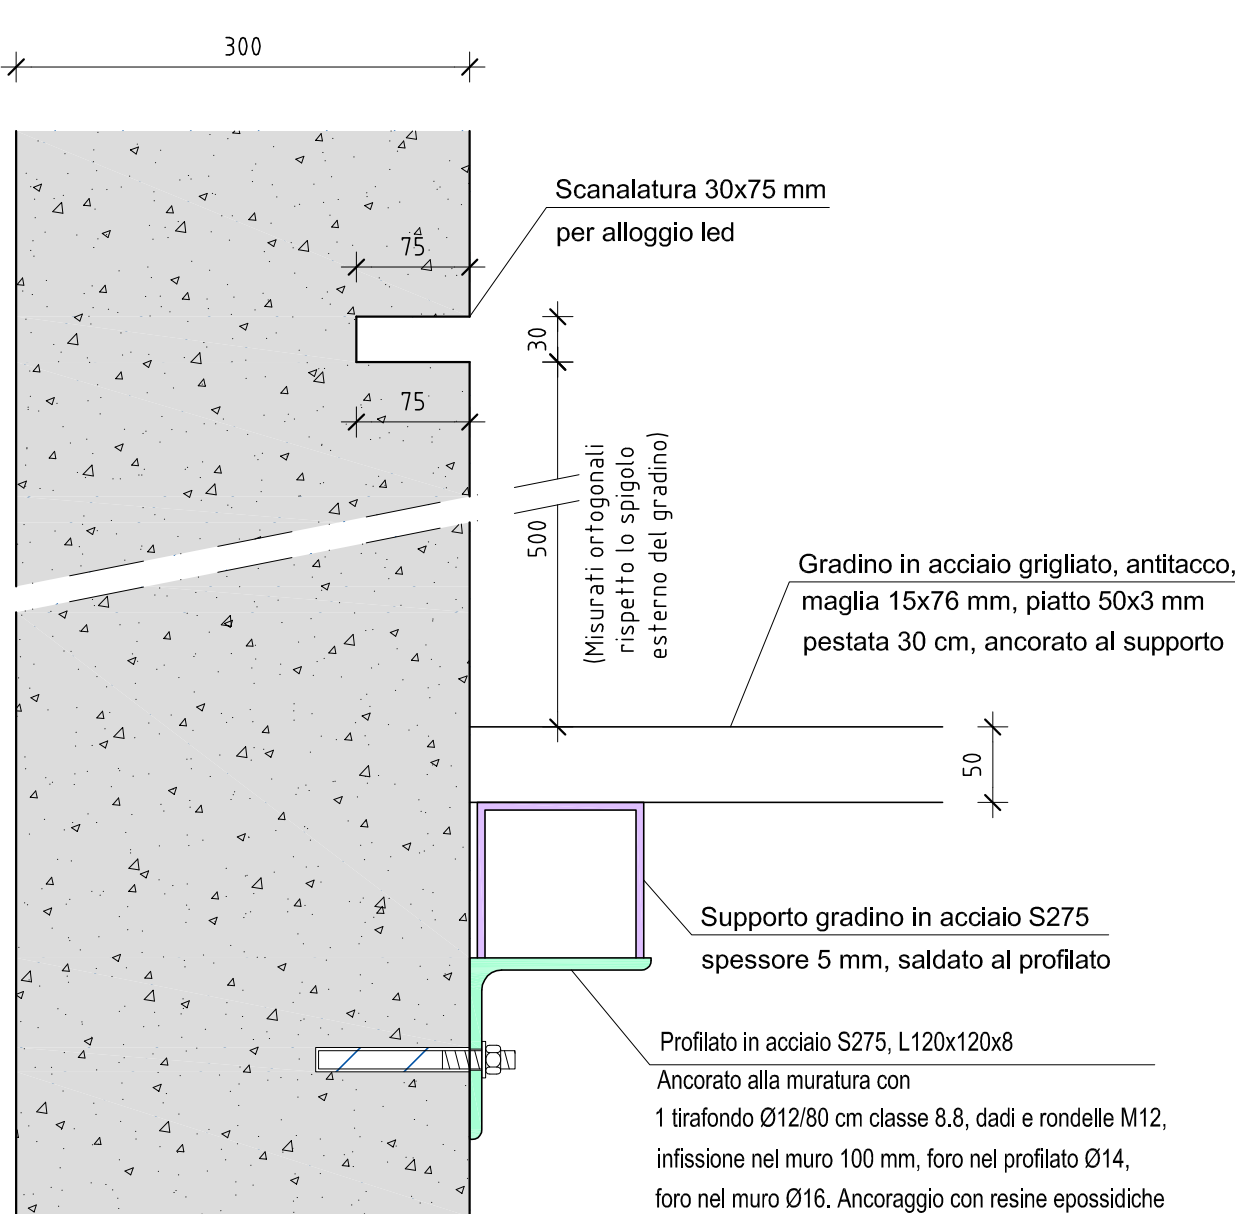 300
Scanalatura 30x75 mm
per alloggio led
75
30
75
500
(Misurati ortogonali
rispetto lo spigolo
esterno del gradino)
Gradino in acciaio grigliato, antitacco,
maglia 15x76 mm, piatto 50x3 mm
pestata 30 cm, ancorato al supporto
50
Supporto gradino in acciaio S275
spessore 5 mm, saldato al profilato
Profilato in acciaio S275, L120x120x8
Ancorato alla muratura con
1 tirafondo Ø12/80 cm classe 8.8, dadi e rondelle M12,
infissione nel muro 100 mm, foro nel profilato Ø14,
foro nel muro Ø16. Ancoraggio con resine epossidiche